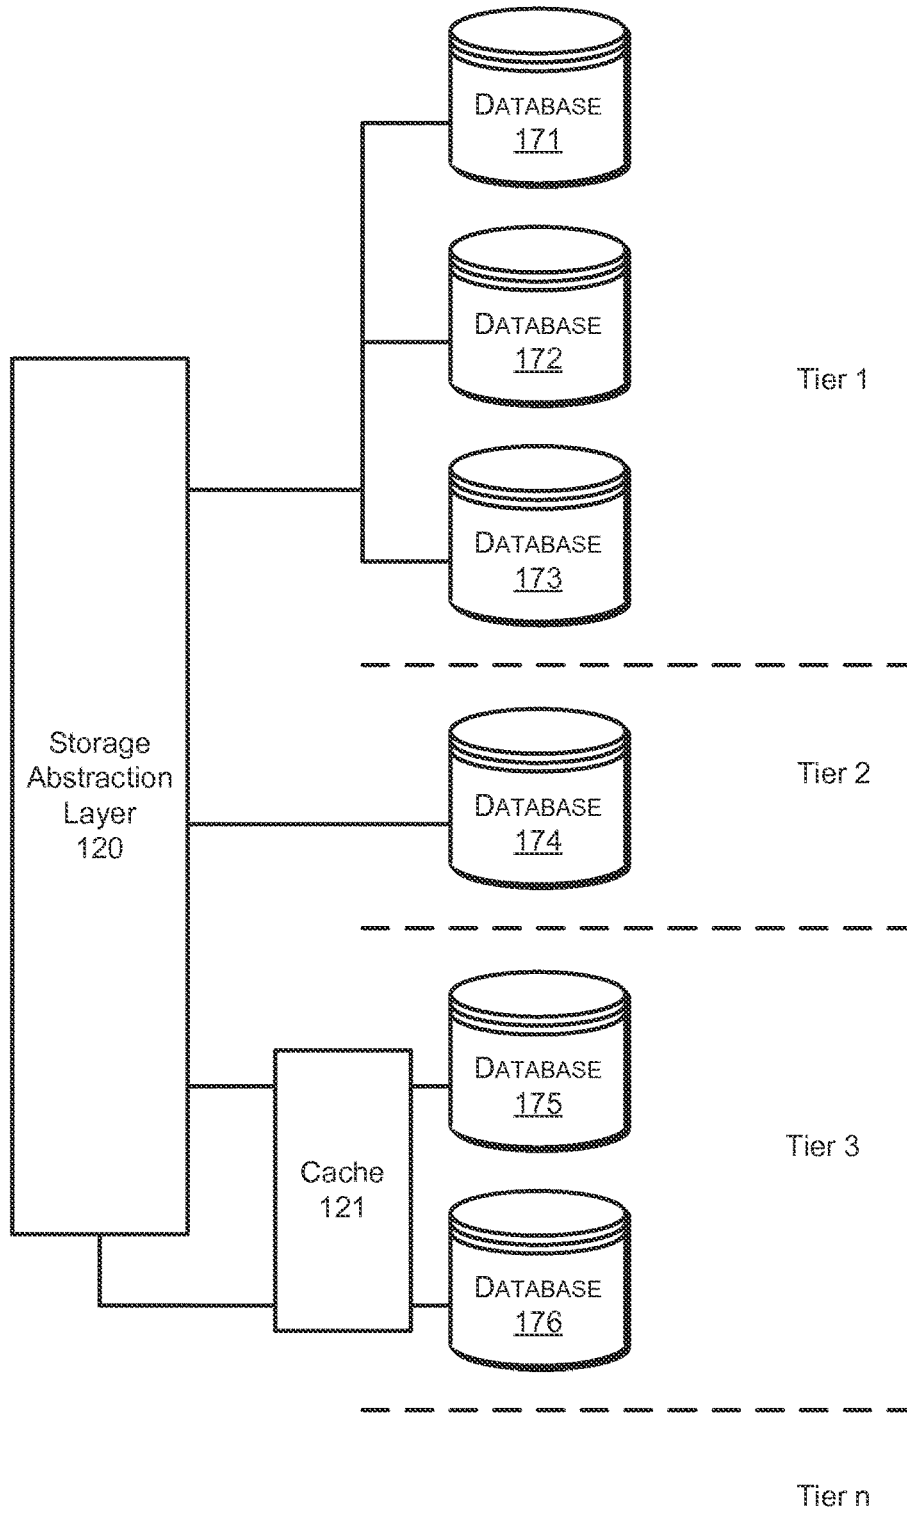 DATABASE
171
DATABASE
172
Tier 1
DATABASE
173
Storage
Abstraction
Layer
120
DATABASE
174
Tier 2
DATABASE
175
Tier 3
Cache
121
DATABASE
176
Tier n